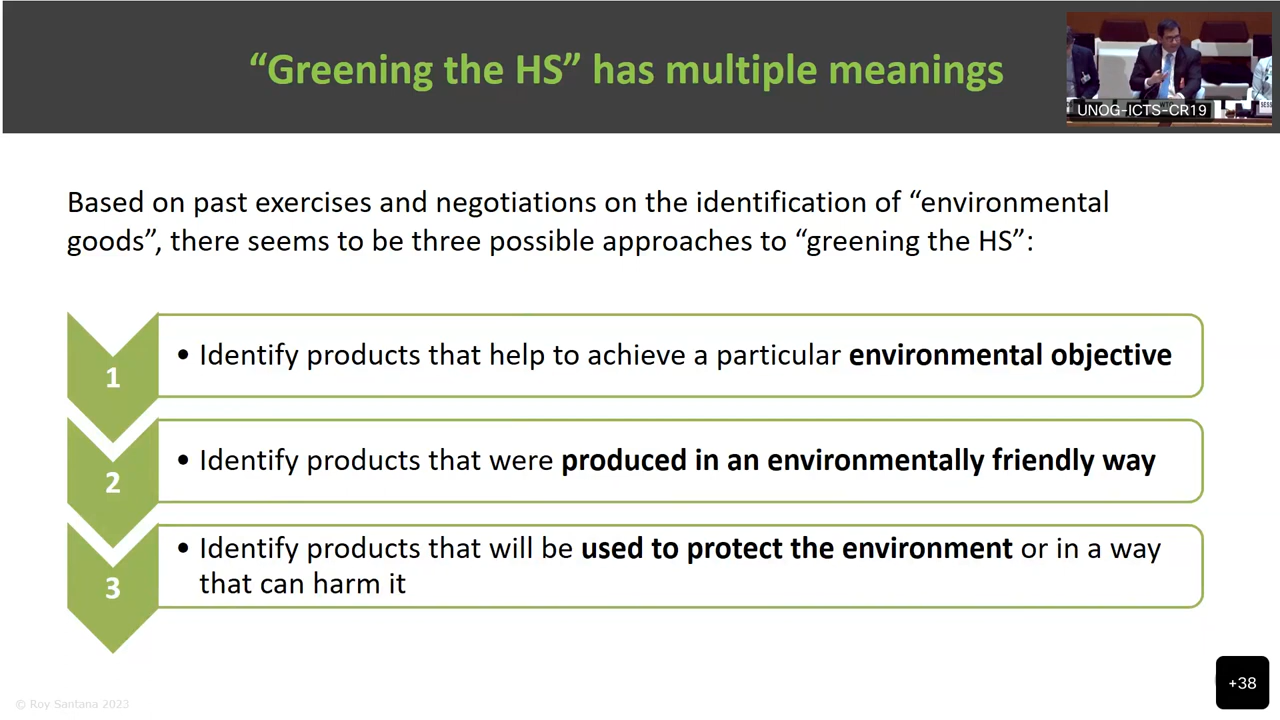 “Greening the HS” has multiple meanings
UNOG-ICTS-CR19
Based on past exercises and negotiations on the identification of “environmental
goods”, there seems to be three possible approaches to “greening the HS”:
1
• Identify products that help to achieve a particular environmental objective
2
• Identify products that were produced in an environmentally friendly way
3
• Identify products that will be used to protect the environment or in a way
that can harm it
© Roy Santana 2023
+38